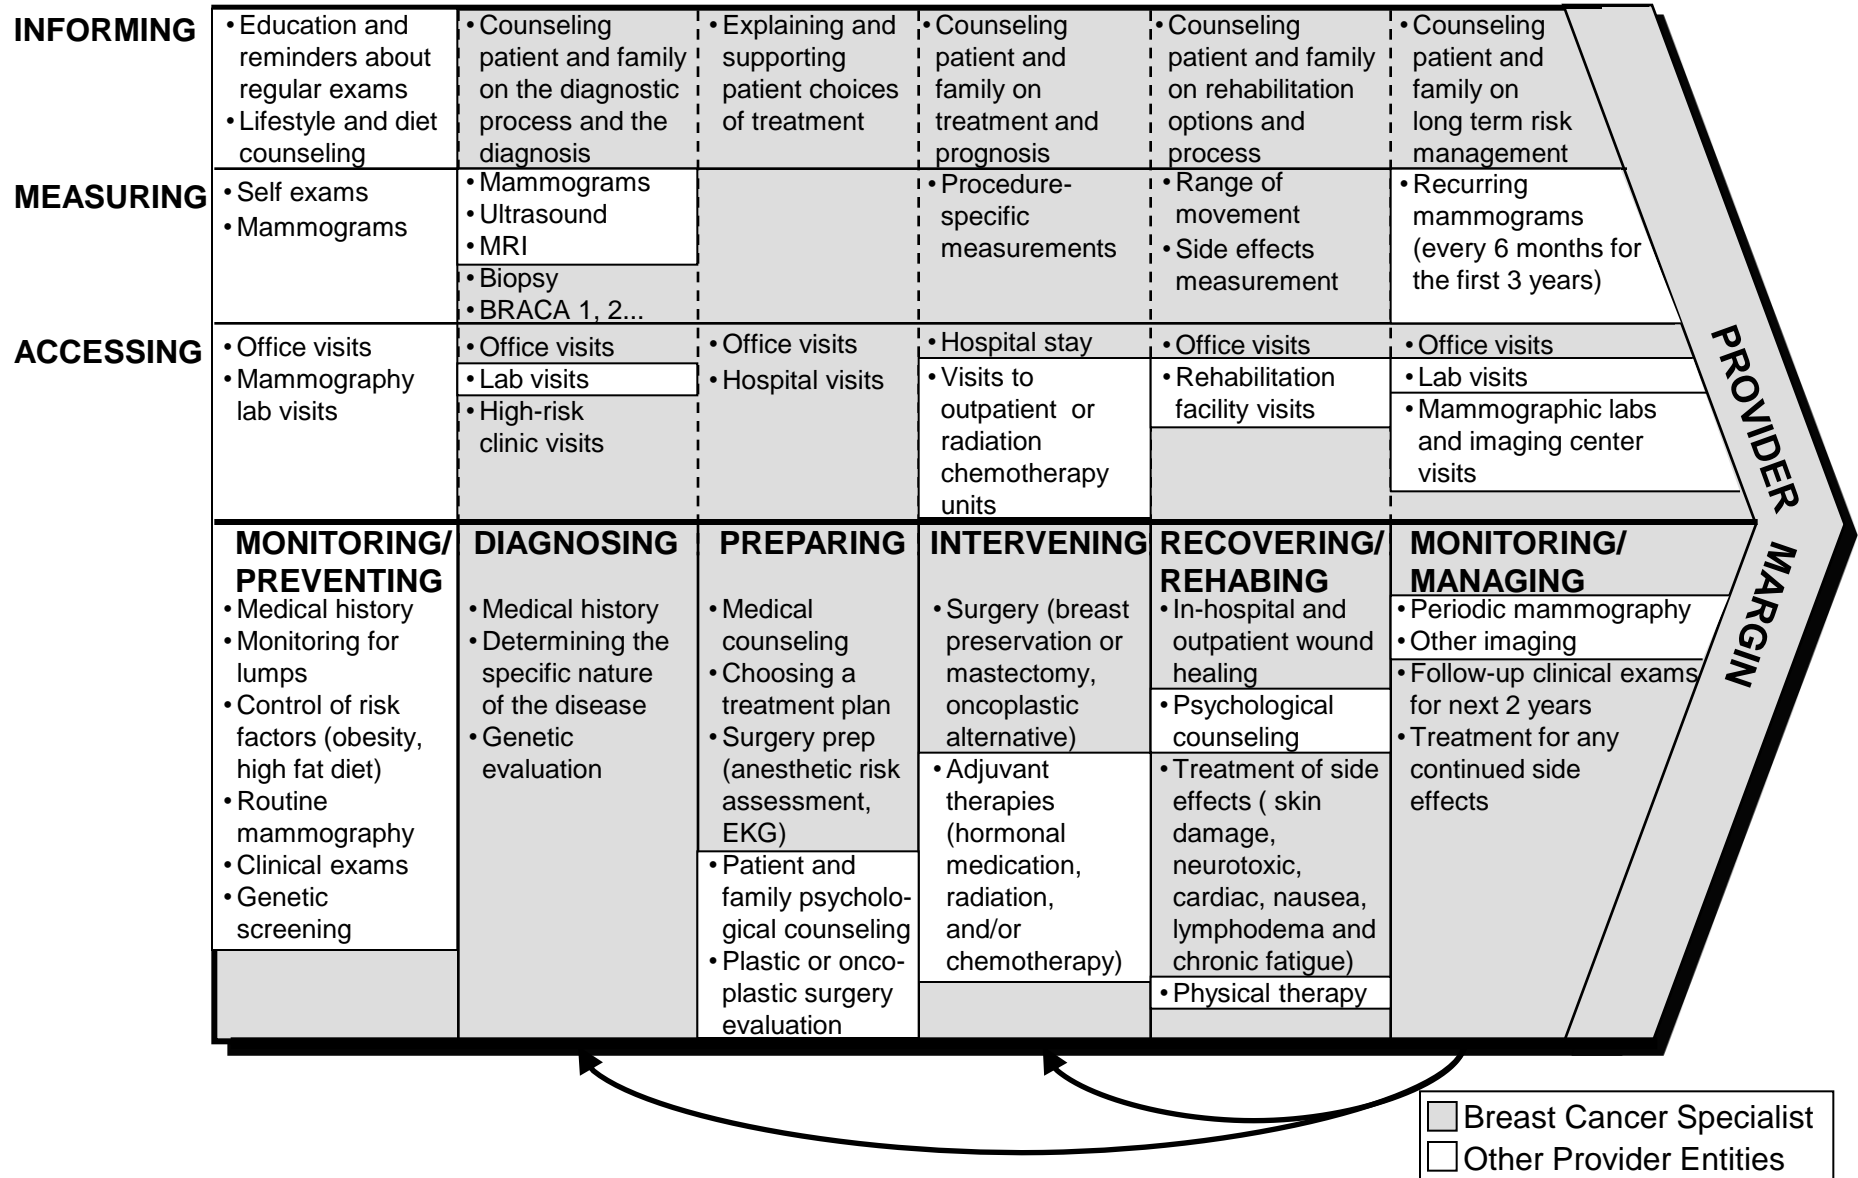 INFORMING
• Education and
reminders about
regular exams
• Lifestyle and diet
counseling
• Counseling
patient and family
on the diagnostic
process and the
diagnosis
• Explaining and
supporting
patient choices
of treatment
• Counseling
patient and
family on
treatment and
prognosis
• Counseling
patient and family
on rehabilitation
options and
process
• Counseling
patient and
family on
long term risk
management
MEASURING
• Self exams
• Mammograms
• Mammograms
• Ultrasound
• MRI
• Biopsy
• BRACA 1, 2...
• Procedure-
specific
measurements
• Range of
movement
• Side effects
measurement
• Recurring
mammograms
(every 6 months for
the first 3 years)
ACCESSING
• Office visits
• Mammography
lab visits
• Office visits
• Lab visits
• High-risk
clinic visits
• Office visits
• Hospital visits
• Hospital stay
• Visits to
outpatient or
radiation
chemotherapy
units
• Office visits
• Rehabilitation
facility visits
• Office visits
• Lab visits
• Mammographic labs
and imaging center
visits
MONITORING/
PREVENTING
• Medical history
• Monitoring for
lumps
• Control of risk
factors (obesity,
high fat diet)
• Routine
mammography
• Clinical exams
• Genetic
screening
DIAGNOSING
• Medical history
• Determining the
specific nature
of the disease
• Genetic
evaluation
PREPARING
• Medical
counseling
• Choosing a
treatment plan
• Surgery prep
(anesthetic risk
assessment,
EKG)
• Patient and
family psycholo-
gical counseling
• Plastic or onco-
plastic surgery
evaluation
INTERVENING
• Surgery (breast
preservation or
mastectomy,
oncoplastic
alternative)
• Adjuvant
therapies
(hormonal
medication,
radiation,
and/or
chemotherapy)
RECOVERING/
REHABING
• In-hospital and
outpatient wound
healing
• Psychological
counseling
• Treatment of side
effects ( skin
damage,
neurotoxic,
cardiac, nausea,
lymphodema and
chronic fatigue)
• Physical therapy
MONITORING/
MANAGING
• Periodic mammography
• Other imaging
• Follow-up clinical exams
for next 2 years
• Treatment for any
continued side
effects
PROVIDER
MARGIN
Breast Cancer Specialist
Other Provider Entities